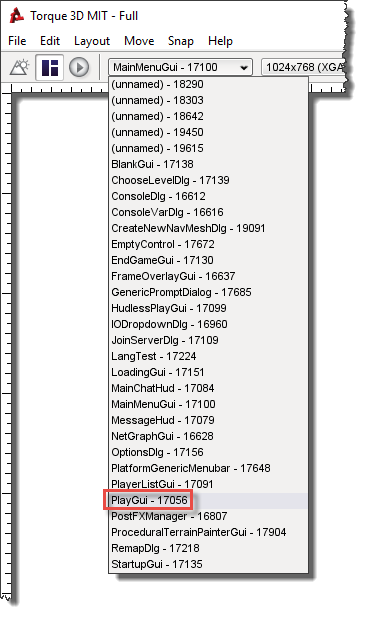 Torque 3D MIT - Full
File Edit Layout Move Snap Help
MainMenuGui - 17100 1024x768 (XGA
(unnamed) - 18290
(unnamed) - 18303
(unnamed) - 18642
(unnamed) - 19450
(unnamed) - 19615
BlankGui - 17138
ChooseLevelDlg - 17139
ConsoleDlg - 16612
ConsoleVarDlg - 16616
CreateNewNavMeshDlg - 19091
EmptyControl - 17672
EndGameGui - 17130
FrameOverlayGui - 16637
GenericPromptDialog - 17685
HudlessPlayGui - 17099
IODropdownDlg - 16960
JoinServerDlg - 17109
LangTest - 17224
LoadingGui - 17151
MainChatHud - 17084
MainMenuGui - 17100
MessageHud - 17079
NetGraphGui - 16628
OptionsDlg - 17156
PlatformGenericMenubar - 17648
PlayerListGui - 17091
PlayGui - 17056
PostFXManager - 16807
ProceduralTerrainPainterGui - 17904
RemapDlg - 17218
StartupGui - 17135